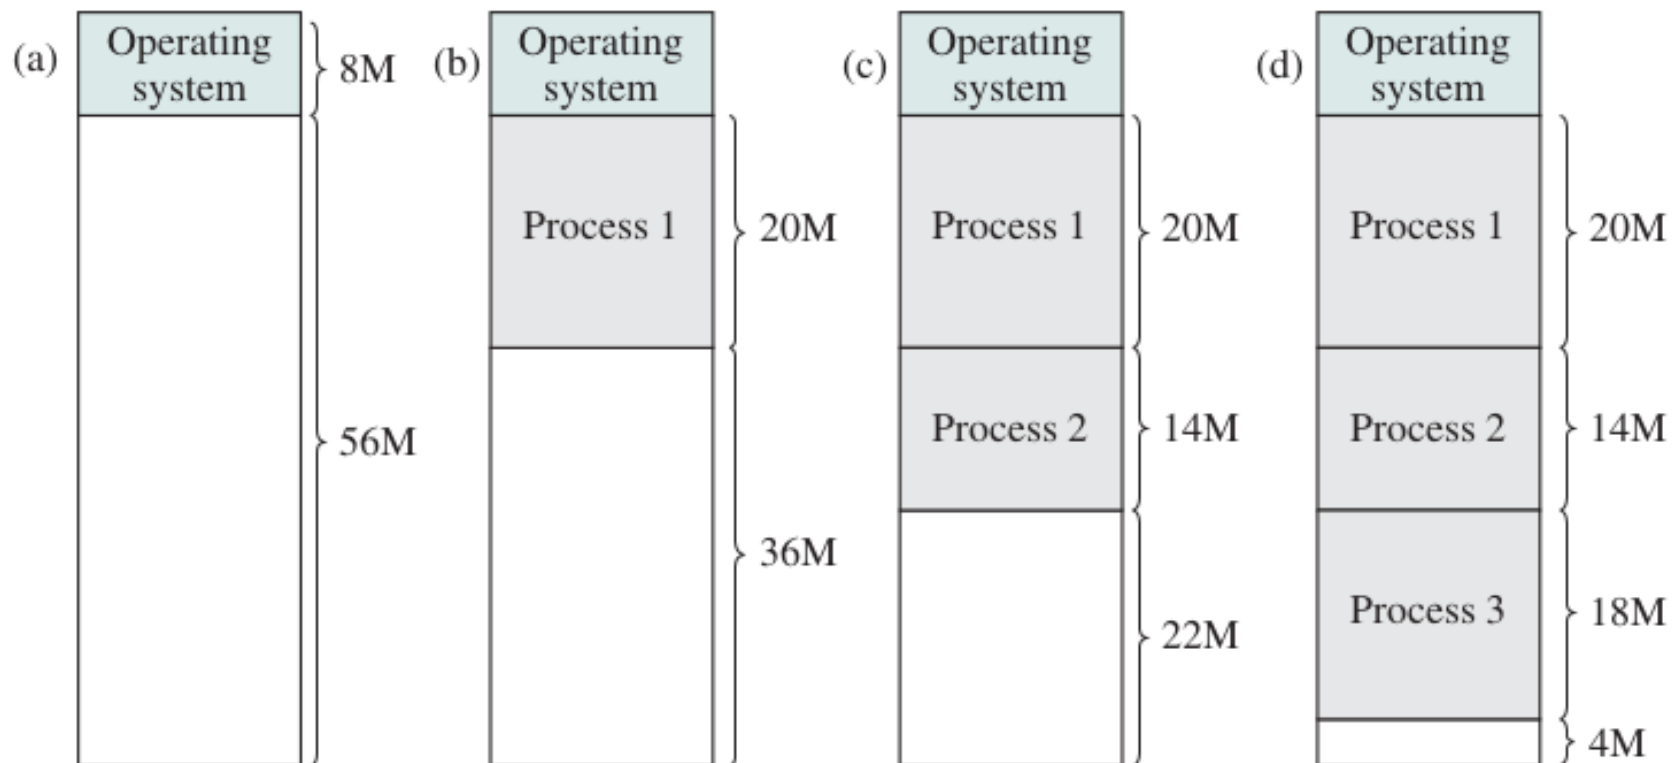 (a)
Operating
system
8M
56M
(b)
Operating
system
Process 1
20M
36M
(c)
Operating
system
Process 1
20M
Process 2
14M
22M
(d)
Operating
system
Process 1
20M
Process 2
14M
Process 3
18M
4M